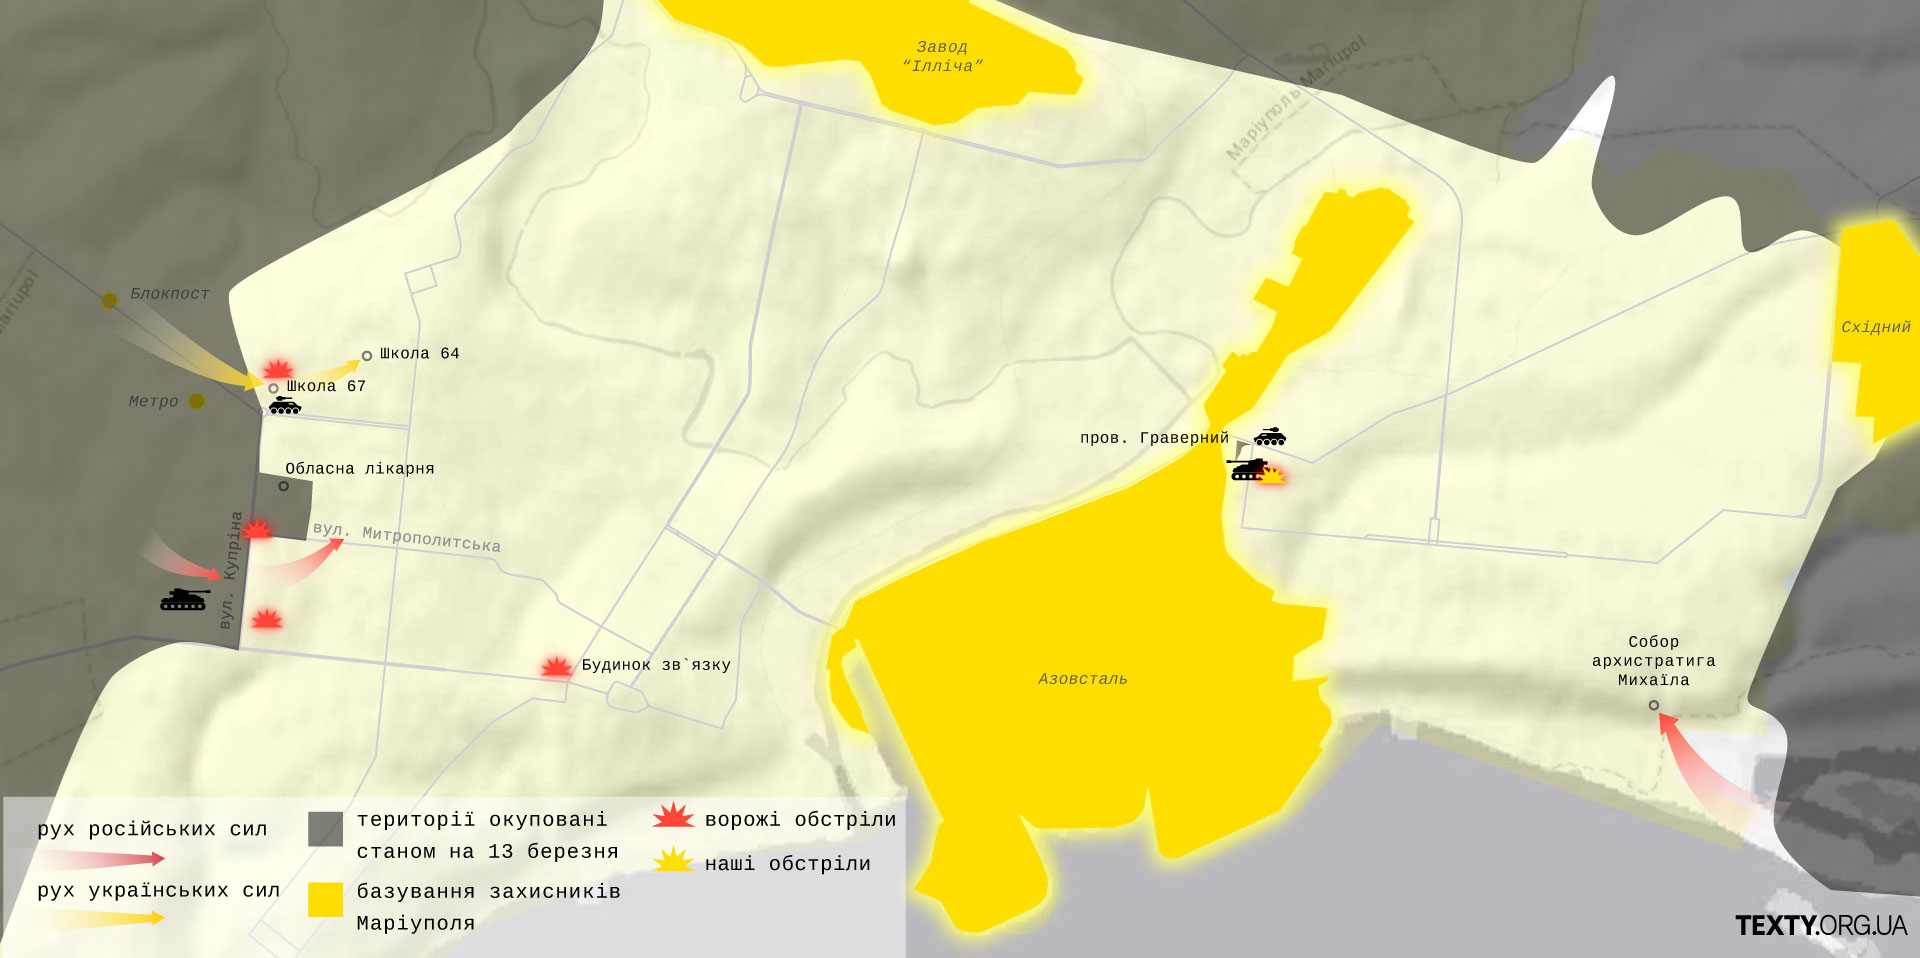 Завод
“Ілліча”
Маріуполь Mariupol
Mariupol
Блокпост
Східний
Школа 64
Школа 67
Метро
пров. Граверний
Обласна лікарня
вул. Митрополитська
вул. Купріна
Собор
архистратига
Михаїла
Будинок зв`язку
Азовсталь
рух російських сил
рух українських сил
території окуповані
станом на 13 березня
базування захисників
Маріуполя
ворожі обстріли
наші обстріли
TEXTY.ORG.UA